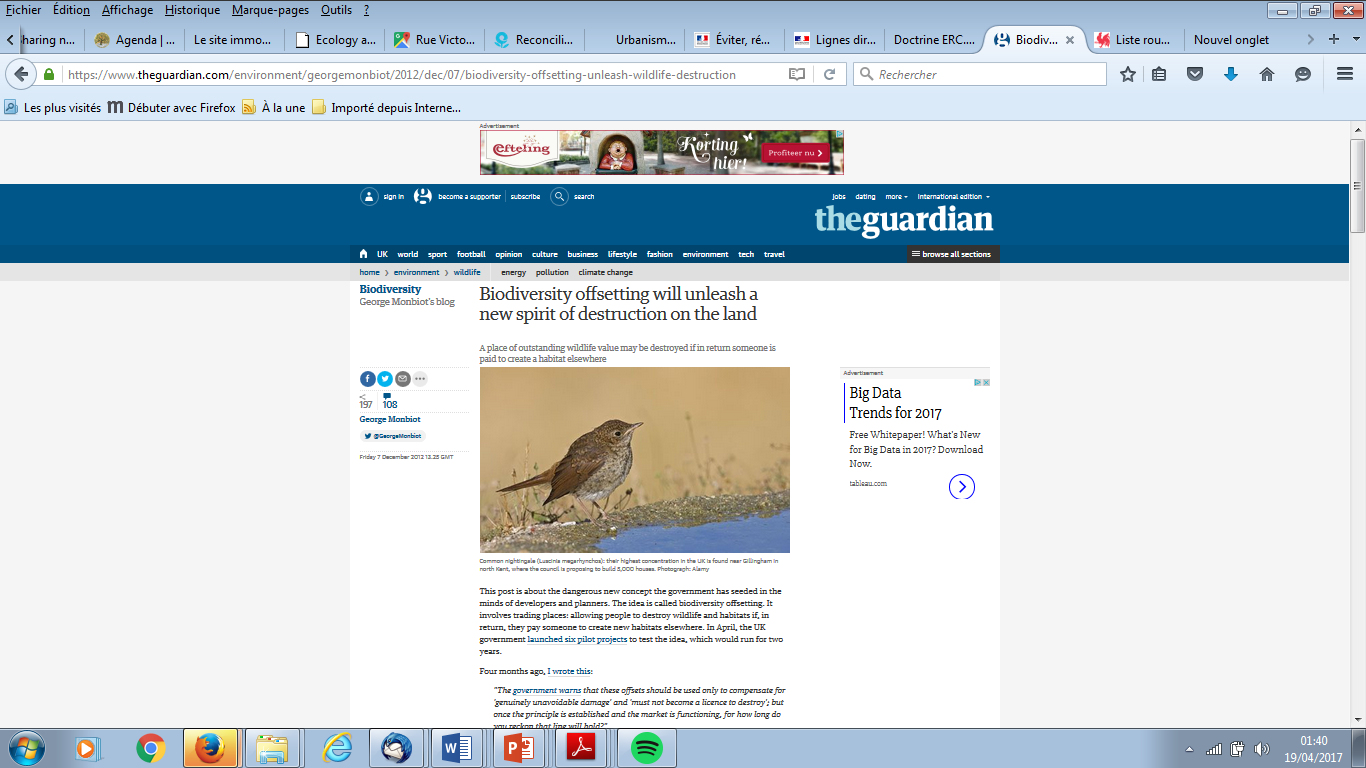 Fichier Édition Affichage Historique Marque-pages Outils ?
haring n... Agenda | ... Le site immo... Ecology a... Rue Victo... Reconcili... Urbanism... Éviter, ré... Lignes dir... Doctrine ERC.... Biodiv... Liste rou... Nouvel onglet
https://www.theguardian.com/environment/georgemonbiot/2012/dec/07/biodiversity-offsetting-unleash-wildlife-destruction Rechercher
Les plus visités Débuter avec Firefox À la une Importé depuis Interne...
Advertisement
Efteling Korting hier! Profiteer nu
sign in become a supporter subscribe search jobs dating more international edition
theguardian
UK world sport football opinion culture business lifestyle fashion environment tech travel browse all sections
home environment wildlife energy pollution climate change
Biodiversity
George Monbiot's blog
Biodiversity offsetting will unleash a
new spirit of destruction on the land
A place of outstanding wildlife value may be destroyed if in return someone is
paid to create a habitat elsewhere
197 108
George Monbiot
@GeorgeMonbiot
Friday 7 December 2012 13.25 GMT
Advertisement
Big Data
Trends for 2017
Free Whitepaper! What's New
for Big Data in 2017? Download
Now.
tableau.com
Common nightingale (Luscinia megarhynchos): their highest concentration in the UK is found near Gillingham in
north Kent, where the council is proposing to build 5,000 houses. Photograph: Alamy
This post is about the dangerous new concept the government has seeded in the
minds of developers and planners. The idea is called biodiversity offsetting. It
involves trading places: allowing people to destroy wildlife and habitats if, in
return, they pay someone to create new habitats elsewhere. In April, the UK
government launched six pilot projects to test the idea, which would run for two
years.
Four months ago, I wrote this:
"The government warns that these offsets should be used only to compensate for
'genuinely unavoidable damage' and 'must not become a licence to destroy'; but
once the principle is established and the market is functioning, for how long do
you reckon that line will hold?"
01:40
19/04/2017